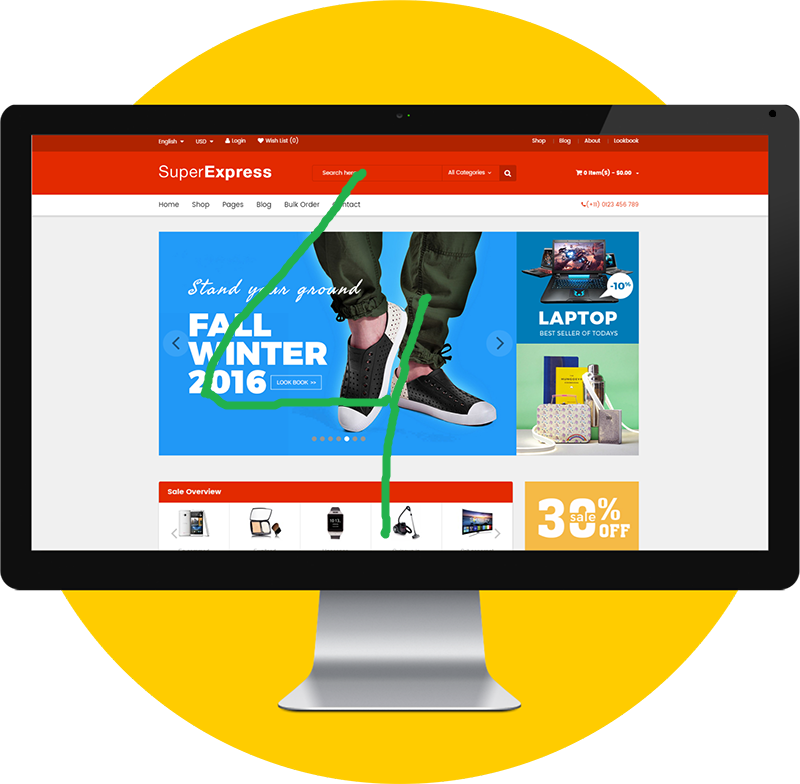 English USD Login Wish List (0) Shop Blog About Lookbook
SuperExpress Search here All Categories 0 Item(s) - $0.00
Home Shop Pages Blog Bulk Order Contact (+11) 0123 456 789
Stand your ground
FALL
WINTER
2016 LOOK BOOK >>
-10%
LAPTOP
BEST SELLER OF TODAYS
Sale Overview
30%
sale
OFF
4